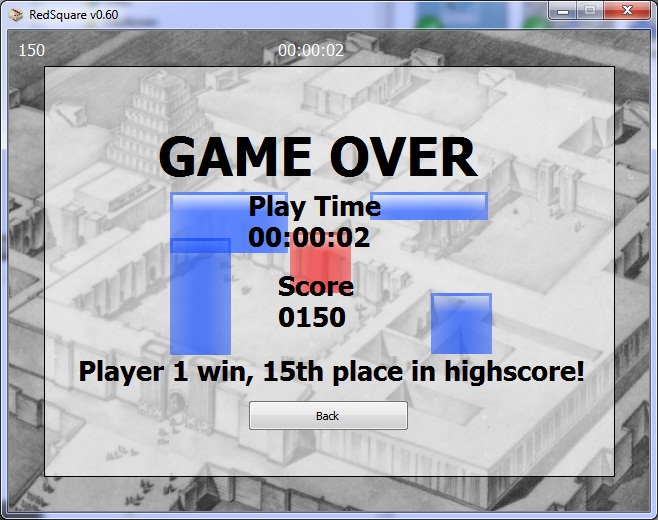 RedSquare v0.60
150 00:00:02
GAME OVER
Play Time
00:00:02
Score
0150
Player 1 win, 15th place in highscore!
Back